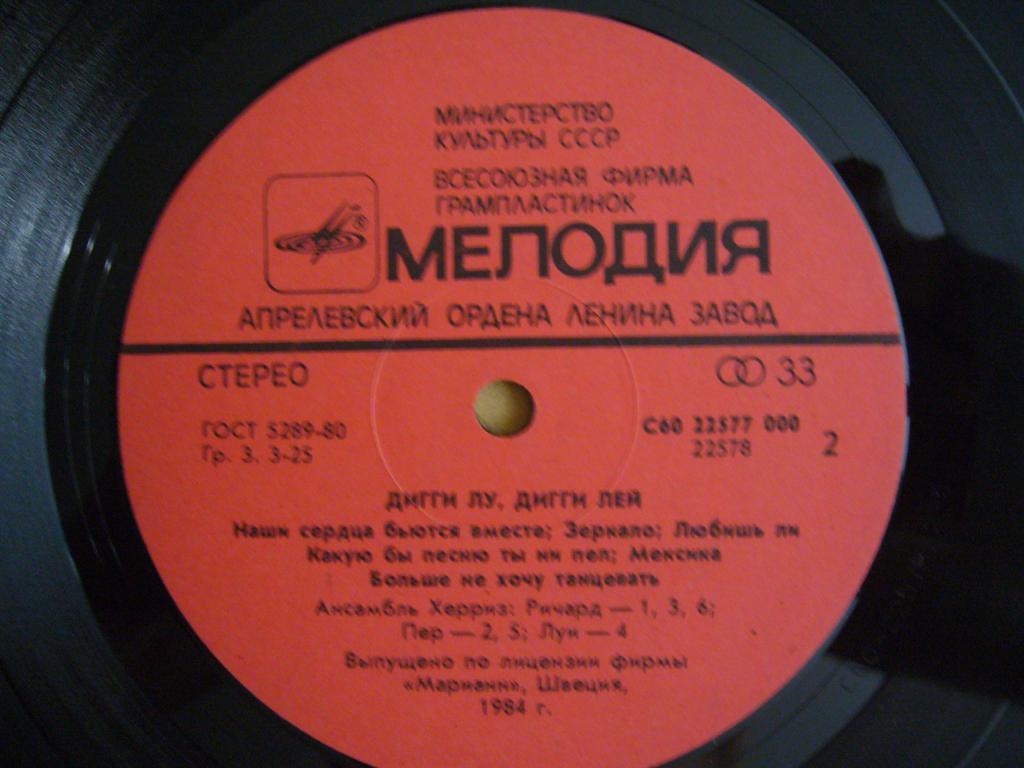 МИНИСТЕРСТВО
КУЛЬТУРЫ СССР
ВСЕСОЮЗНАЯ ФИРМА
ГРАМПЛАСТИНОК
МЕЛОДИЯ
®
АПРЕЛЕВСКИЙ ОРДЕНА ЛЕНИНА ЗАВОД
СТЕРЕО
33
ГОСТ 5289-80
Гр. 3. 3-25
С60 22577 000
22578
2
ДИГГИ ЛУ, ДИГГИ ЛЕЙ
Наши сердца бьются вместе; Зеркало; Любишь ли
Какую бы песню ты ни пел; Мексика
Больше не хочу танцевать
Ансамбль Херриз: Ричард — 1, 3, 6;
Пер — 2, 5; Луи — 4
Выпущено по лицензии фирмы
«Марианн», Швеция,
1984 г.